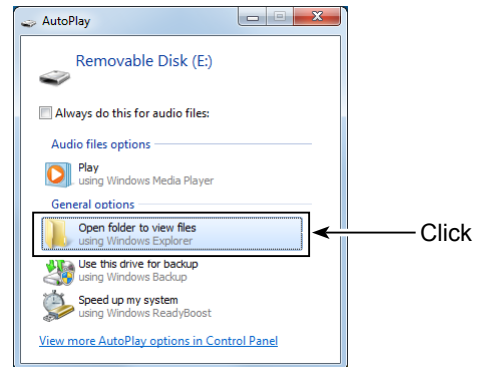 AutoPlay
Removable Disk (E:)
Always do this for audio files:
Audio files options
Play
using Windows Media Player
General options
Open folder to view files
using Windows Explorer
Click
Use this drive for backup
using Windows Backup
Speed up my system
using Windows ReadyBoost
View more AutoPlay options in Control Panel